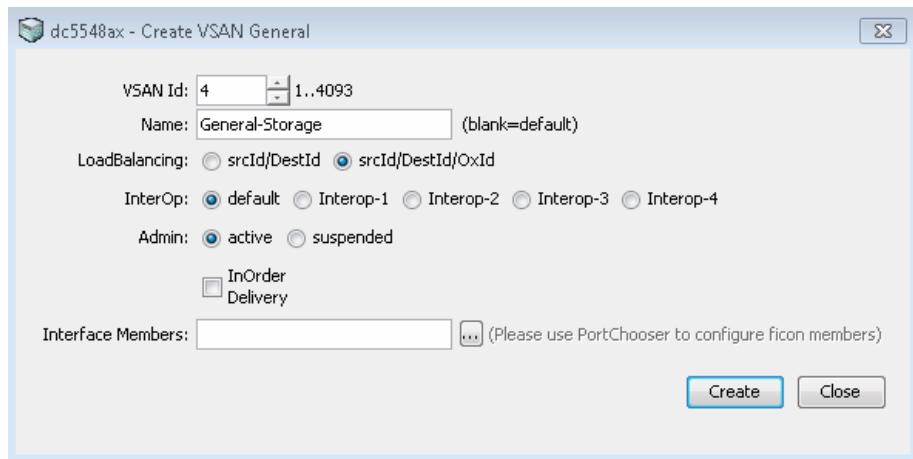 dc5548ax - Create VSAN General
VSAN Id: 4 1..4093
Name: General-Storage (blank=default)
LoadBalancing: srcId/DestId srcId/DestId/OxId
InterOp: default Interop-1 Interop-2 Interop-3 Interop-4
Admin: active suspended
InOrder
Delivery
Interface Members: ... (Please use PortChooser to configure ficon members)
Create Close